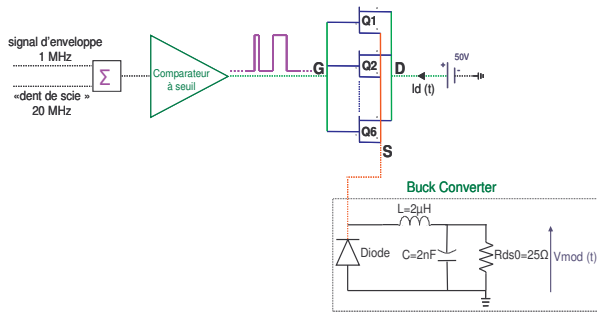 signal d'enveloppe
1 MHz
«dent de scie »
20 MHz
Σ
Comparateur
à seuil
G
Q1
Q2
Q6
D
S
Id (t)
50V
+
-
Buck Converter
L=2µH
Diode
C=2nF
Rds0=25Ω
Vmod (t)